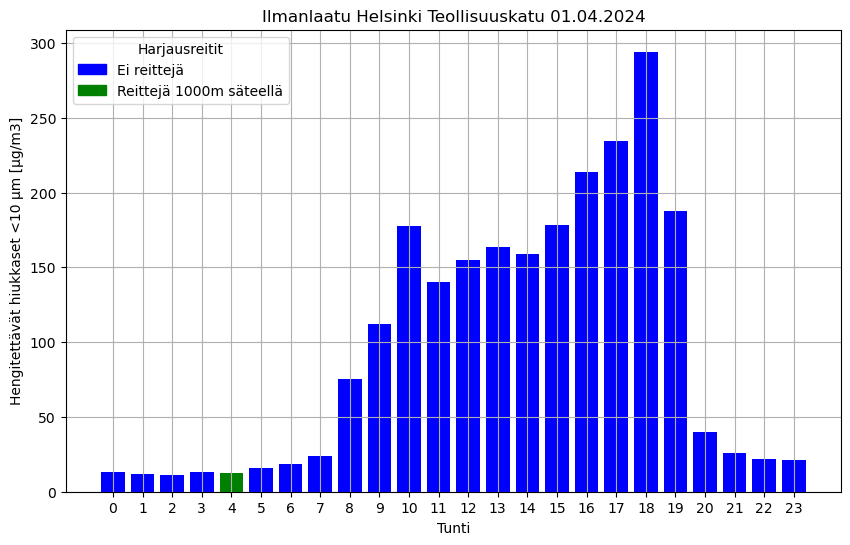 Ilmanlaatu Helsinki Teollisuuskatu 01.04.2024
Harjausreitit
Ei reittejä
Reittejä 1000m säteellä
Hengitettävät hiukkaset <10 µm [µg/m3]
300
250
200
150
100
50
0
0 1 2 3 4 5 6 7 8 9 10 11 12 13 14 15 16 17 18 19 20 21 22 23
Tunti